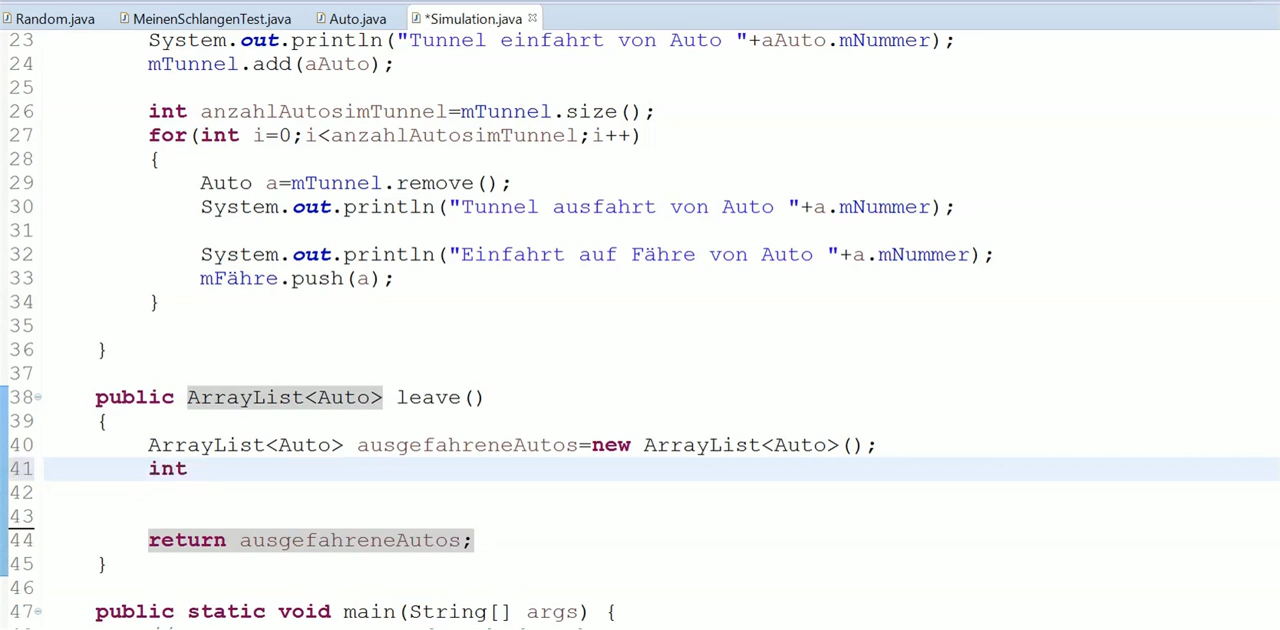 Random.java MeinenSchlangenTest.java Auto.java *Simulation.java
23 System.out.println("Tunnel einfahrt von Auto "+aAuto.mNummer);
24 mTunnel.add(aAuto);
25
26 int anzahlAutosimTunnel=mTunnel.size();
27 for(int i=0;i<anzahlAutosimTunnel;i++)
28 {
29 Auto a=mTunnel.remove();
30 System.out.println("Tunnel ausfahrt von Auto "+a.mNummer);
31
32 System.out.println("Einfahrt auf Fähre von Auto "+a.mNummer);
33 mFähre.push(a);
34 }
35
36 }
37
38 public ArrayList<Auto> leave()
39 {
40 ArrayList<Auto> ausgefahreneAutos=new ArrayList<Auto>();
41 int
42
43
44 return ausgefahreneAutos;
45 }
46
47 public static void main(String[] args) {